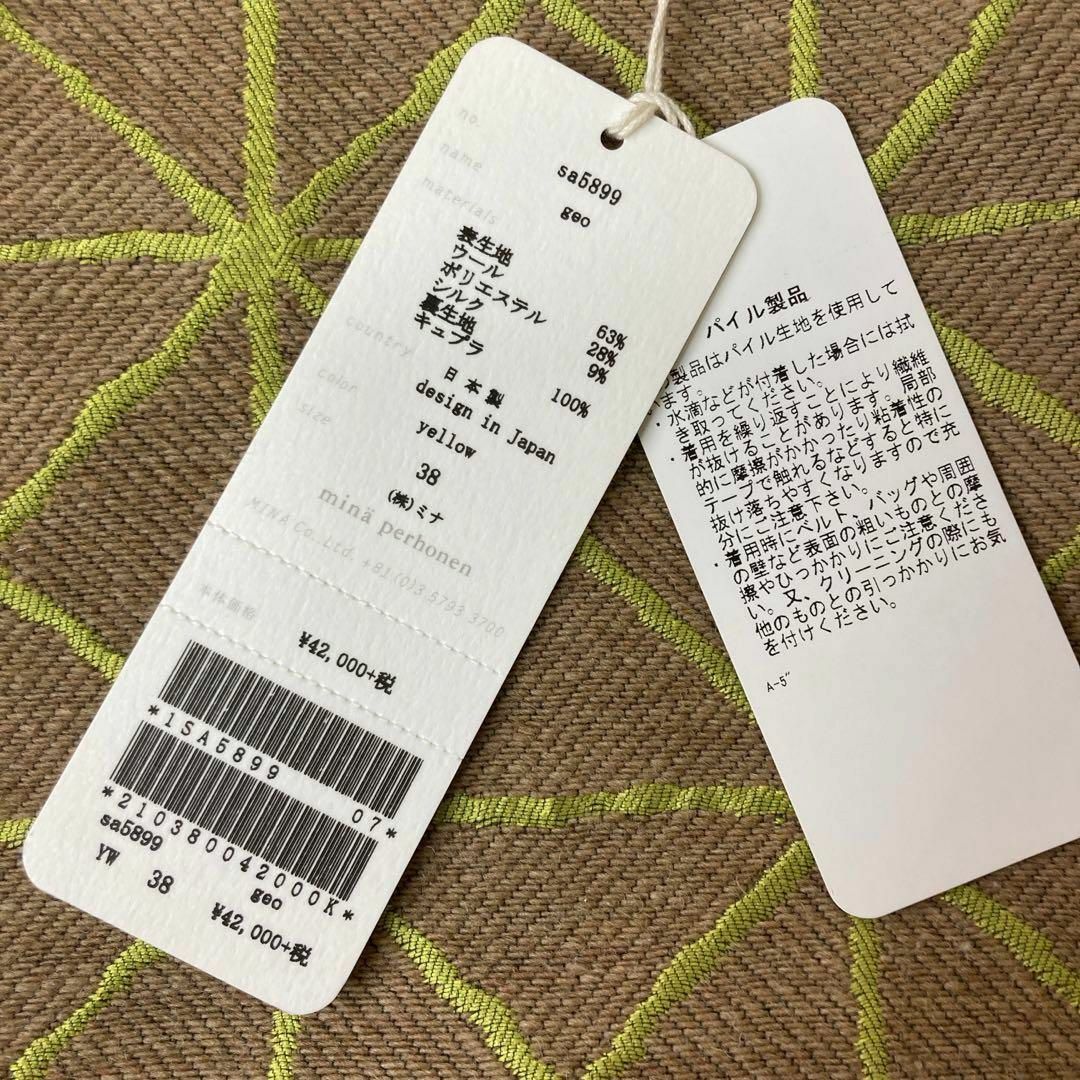 no.
sa5899
name
geo
materials
表生地
ウール 63%
ポリエステル 28%
シルク 9%
裏生地
キュプラ 100%
country
日本製
design in Japan
color
yellow
size
38
(株)ミナ
minä perhonen
MINA Co., Ltd. +81(0)3 5793 3700
本体価格
¥42,000+税
*1SA5899 07*
*210380042000K*
sa5899
geo
YW 38
¥42,000+税
パイル製品
製品はパイル生地を使用して
います。
・水滴などが付着した場合には拭
き取ってください。
・着用を繰り返すことにより繊維
が抜けることがあります。局部
的に摩擦がかかったり粘着性の
テープで触れるなどすると特に
抜け落ちやすくなりますので充
分にご注意下さい。
・着用時にベルト、バッグや周囲
の壁など表面の粗いものとの摩
擦やひっかかりにご注意くださ
い。又、クリーニングの際にも
他のものとの引っかかりにお気
を付けください。
A-5"